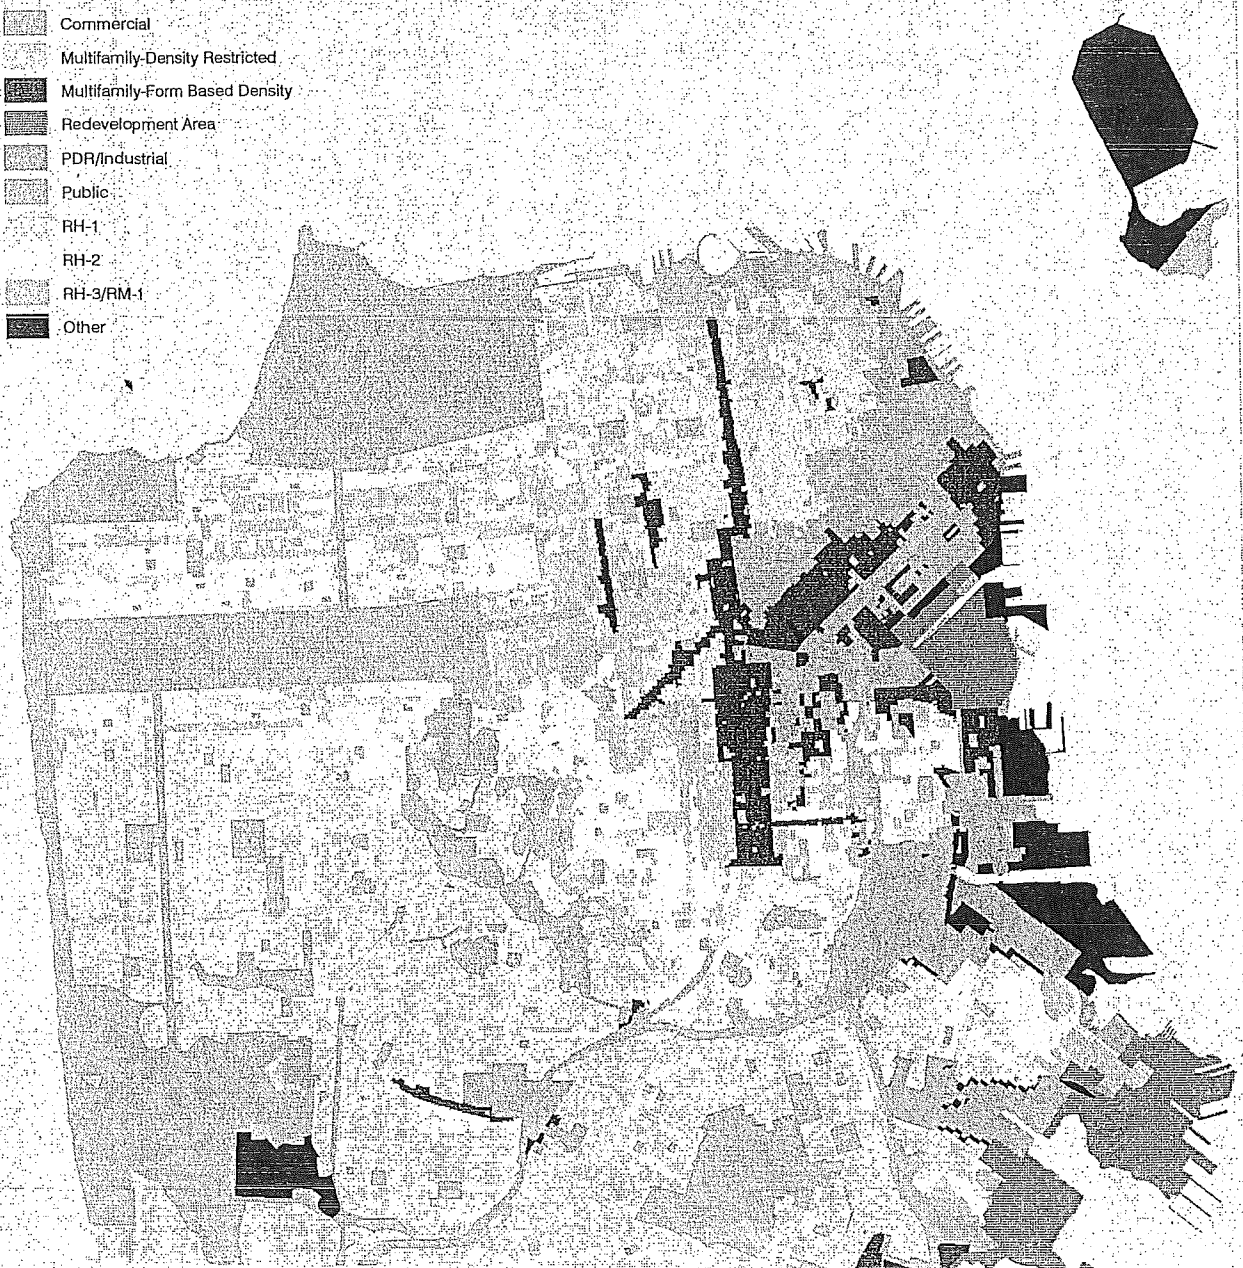 Commercial
Multifamily-Density Restricted
Multifamily-Form Based Density
Redevelopment Area
PDR/Industrial
Public
RH-1
RH-2
RH-3/RM-1
Other